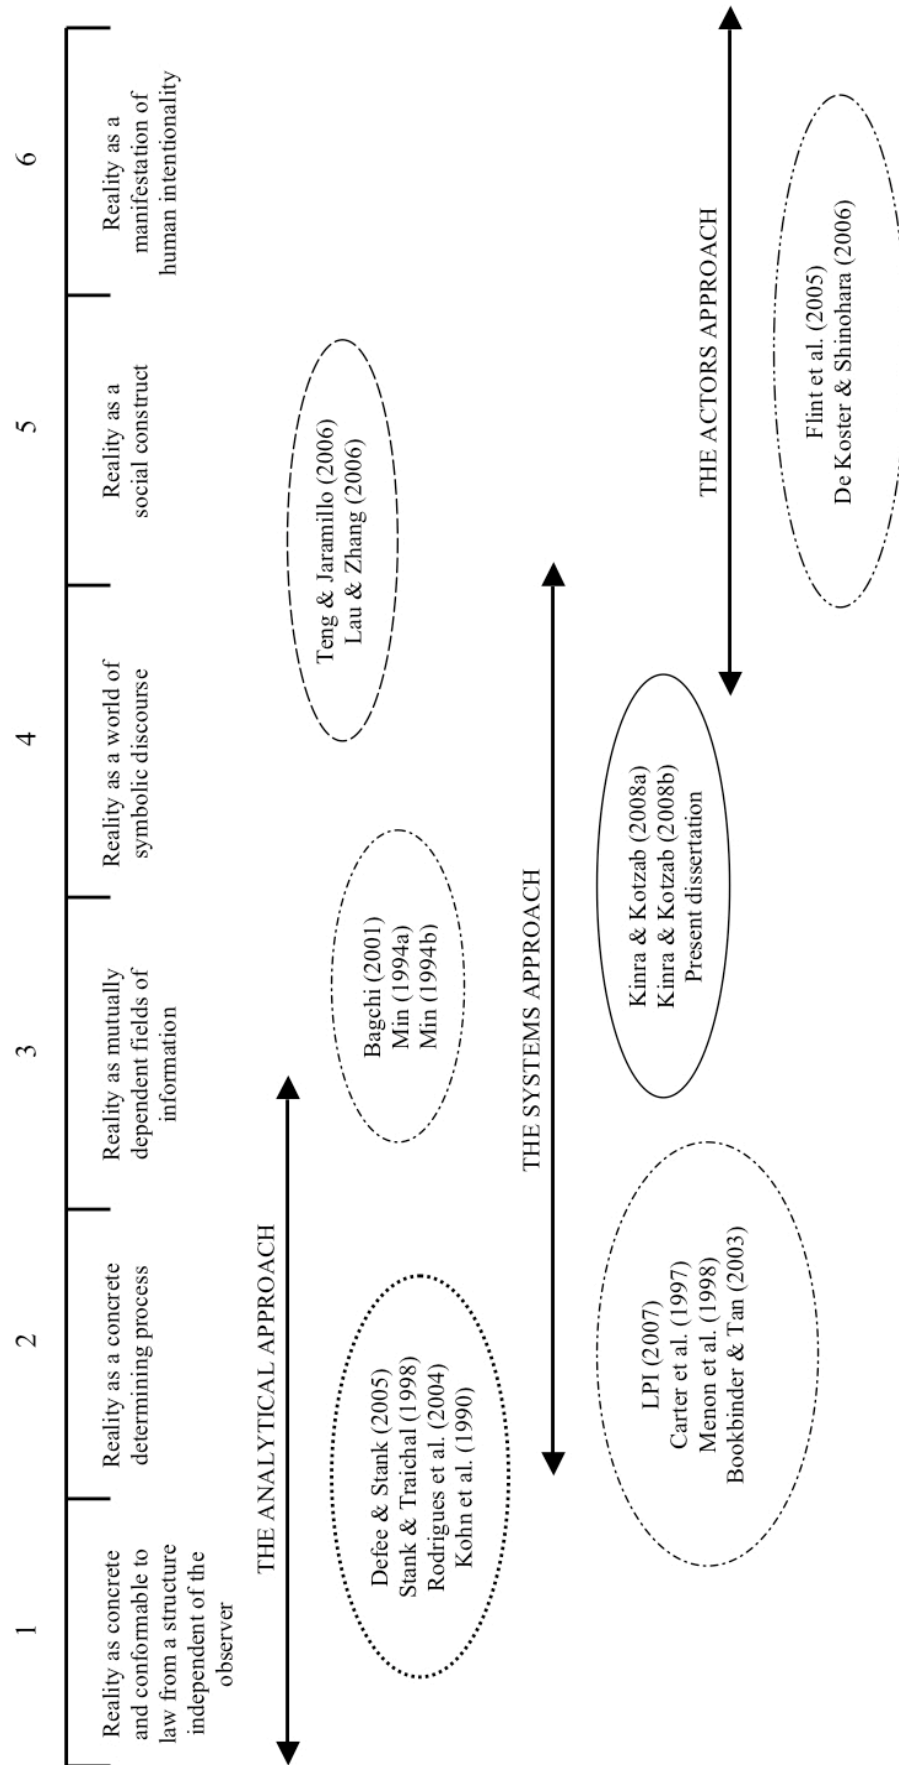 1
2
3
4
5
6
Reality as concrete
and conformable to
law from a structure
independent of the
observer
Reality as a concrete
determining process
Reality as mutually
dependent fields of
information
Reality as a world of
symbolic discourse
Reality as a
social construct
Reality as a
manifestation of
human intentionality
THE ANALYTICAL APPROACH
Defee & Stank (2005)
Stank & Traichal (1998)
Rodrigues et al. (2004)
Kohn et al. (1990)
Bagchi (2001)
Min (1994a)
Min (1994b)
Teng & Jaramillo (2006)
Lau & Zhang (2006)
THE SYSTEMS APPROACH
LPI (2007)
Carter et al. (1997)
Menon et al. (1998)
Bookbinder & Tan (2003)
Kinra & Kotzab (2008a)
Kinra & Kotzab (2008b)
Present dissertation
THE ACTORS APPROACH
Flint et al. (2005)
De Koster & Shinohara (2006)